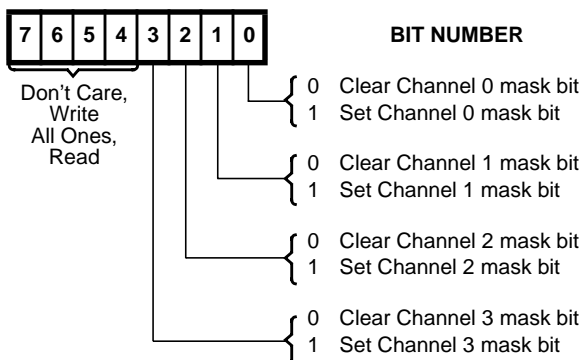 7 6 5 4 3 2 1 0 BIT NUMBER
Don't Care,
Write
All Ones,
Read
0 Clear Channel 0 mask bit
1 Set Channel 0 mask bit
0 Clear Channel 1 mask bit
1 Set Channel 1 mask bit
0 Clear Channel 2 mask bit
1 Set Channel 2 mask bit
0 Clear Channel 3 mask bit
1 Set Channel 3 mask bit